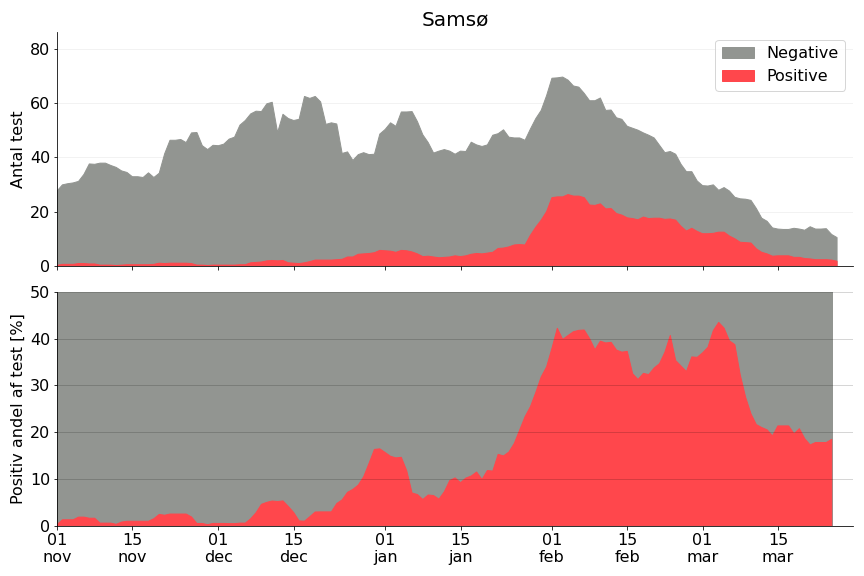 Samsø
Antal test
80
60
40
20
0
Negative
Positive
Positiv andel af test [%]
50
40
30
20
10
0
01 15 01 15 01 15 01 15 01 15
nov nov dec dec jan jan feb feb mar mar